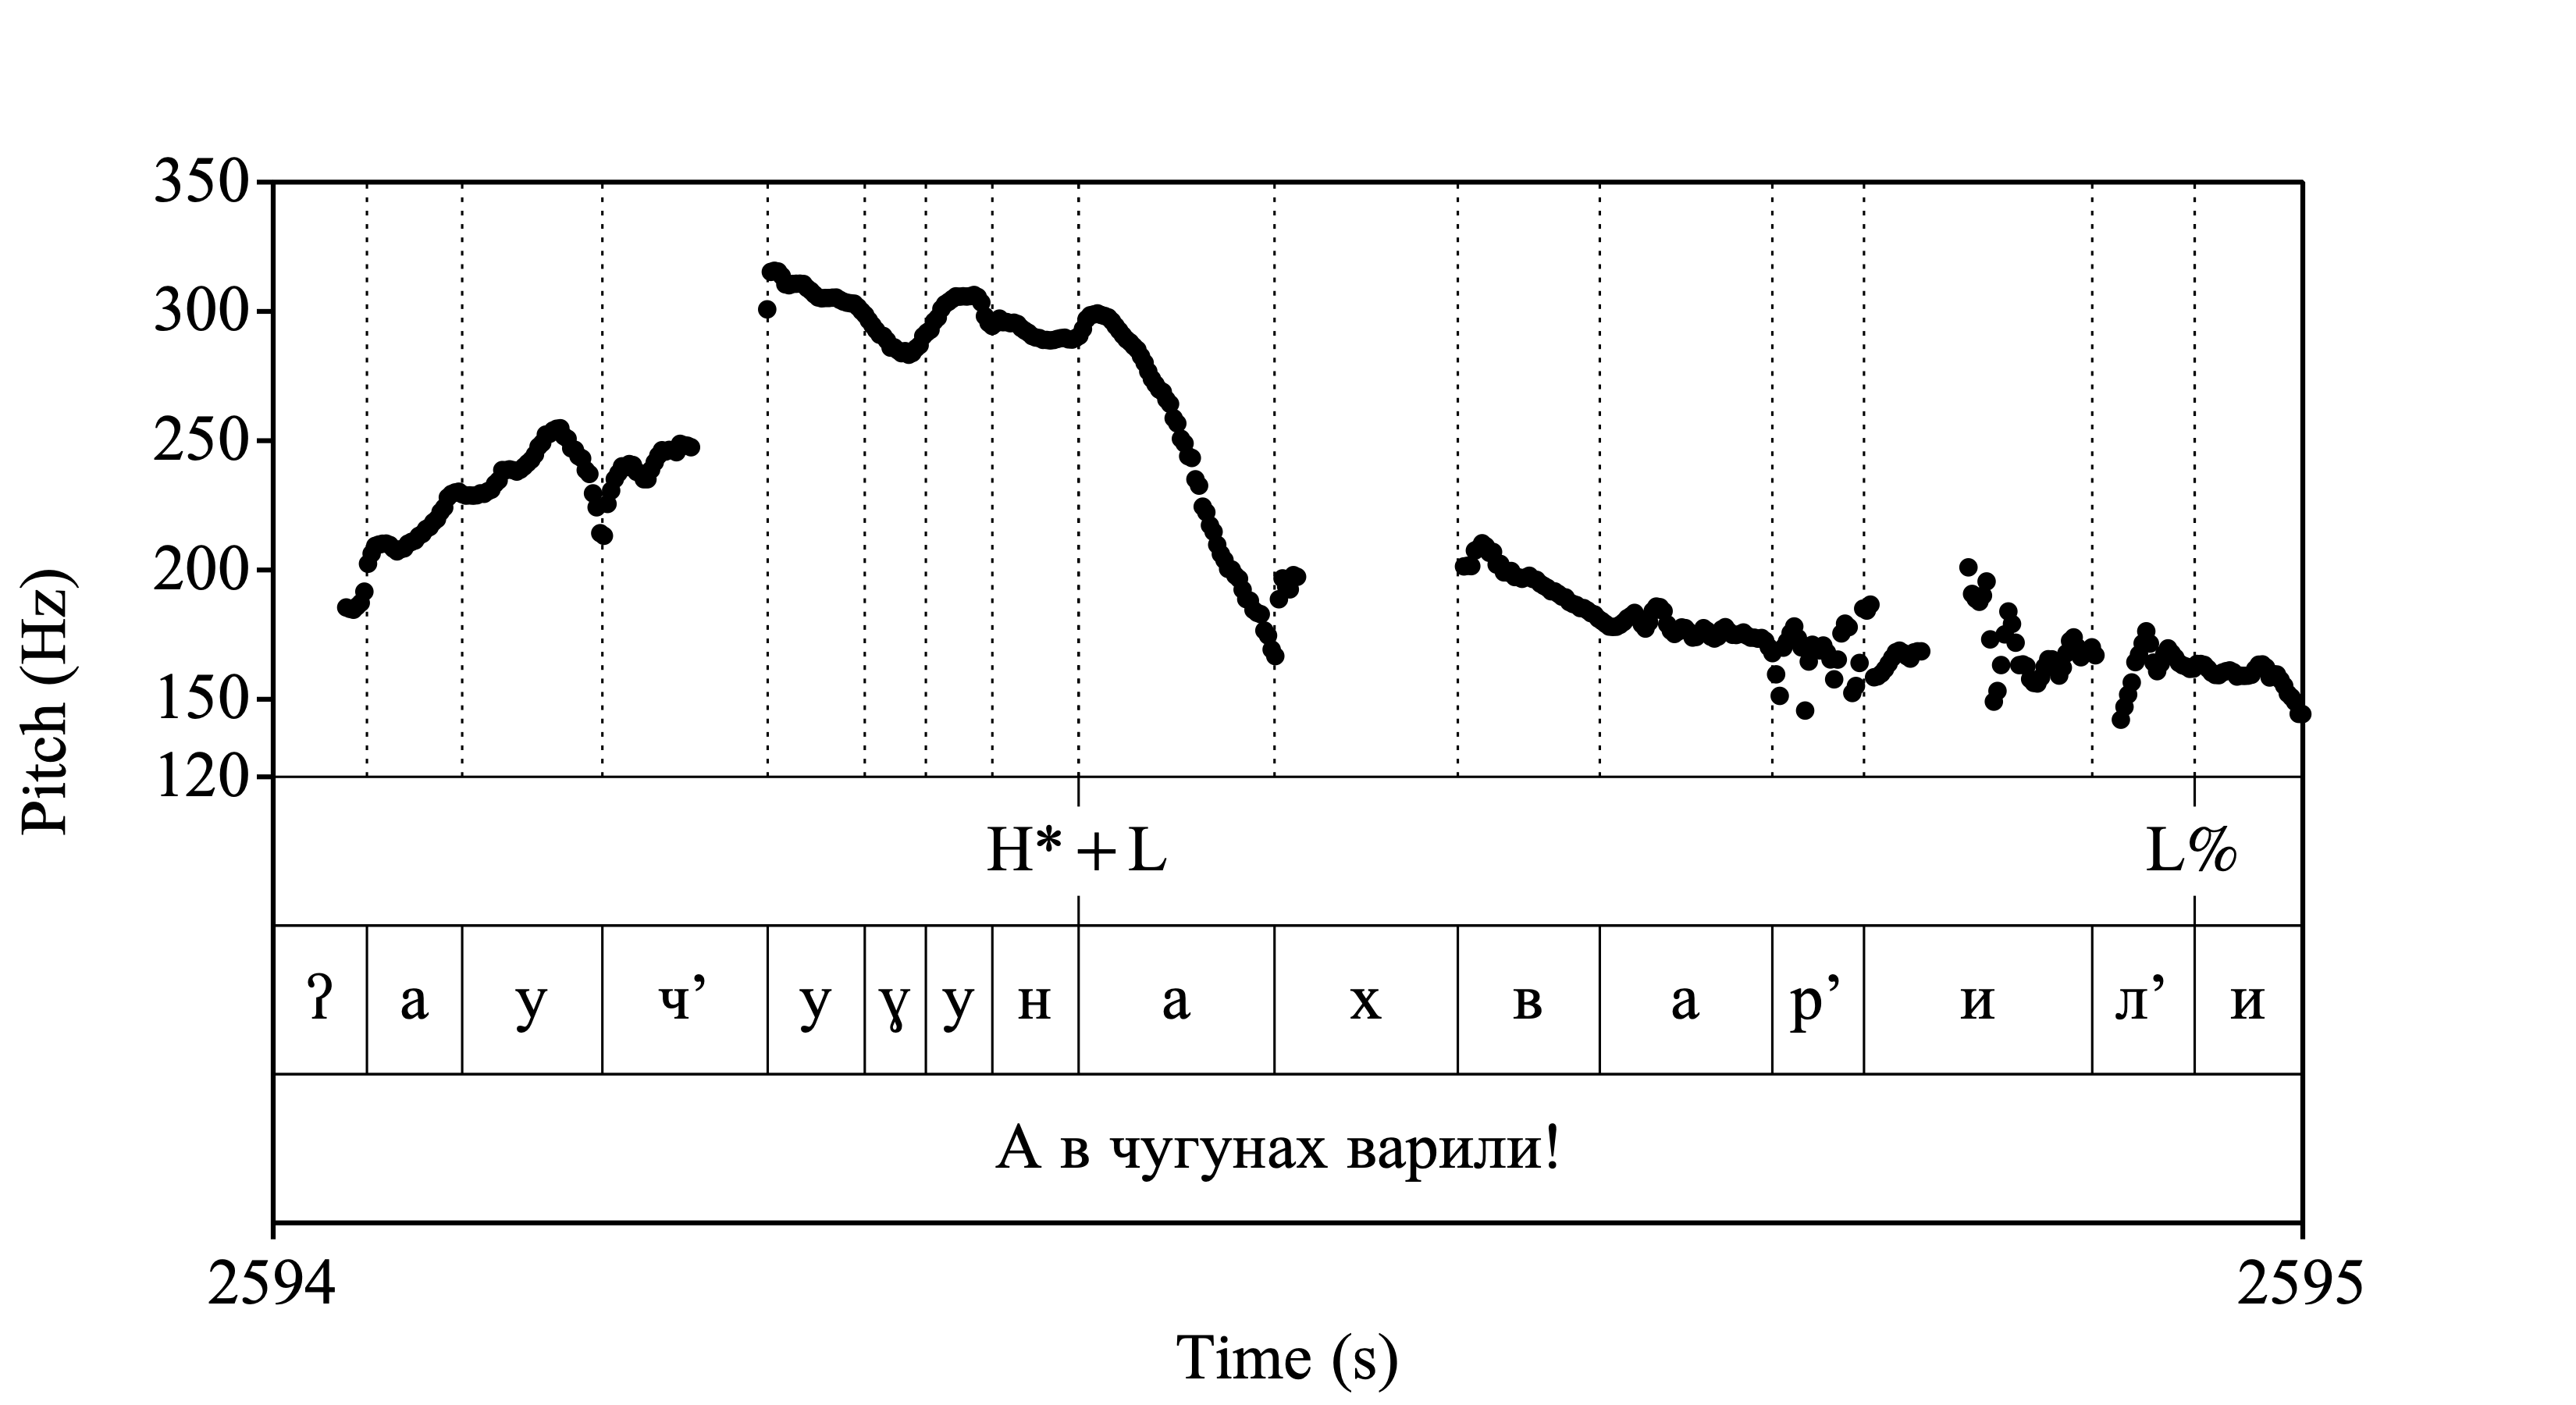 350
300
250
200
150
120
Pitch (Hz)
H*+L L%
ʔ а у ч’ у ɣ у н а х в а р’ и л’ и
А в чугунах варили!
2594 2595
Time (s)